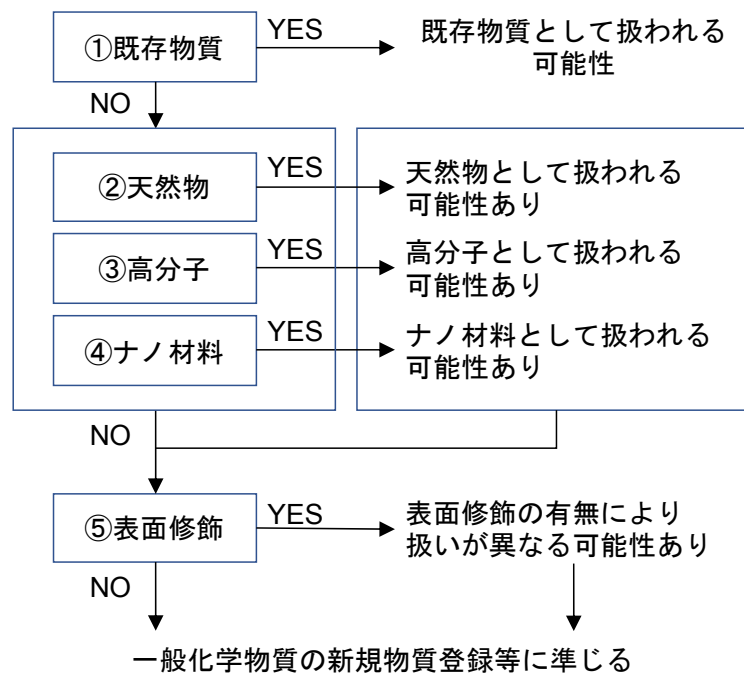 ①既存物質
YES
既存物質として扱われる
可能性
NO
②天然物
YES
天然物として扱われる
可能性あり
③高分子
YES
高分子として扱われる
可能性あり
④ナノ材料
YES
ナノ材料として扱われる
可能性あり
NO
⑤表面修飾
YES
表面修飾の有無により
扱いが異なる可能性あり
NO
一般化学物質の新規物質登録等に準じる